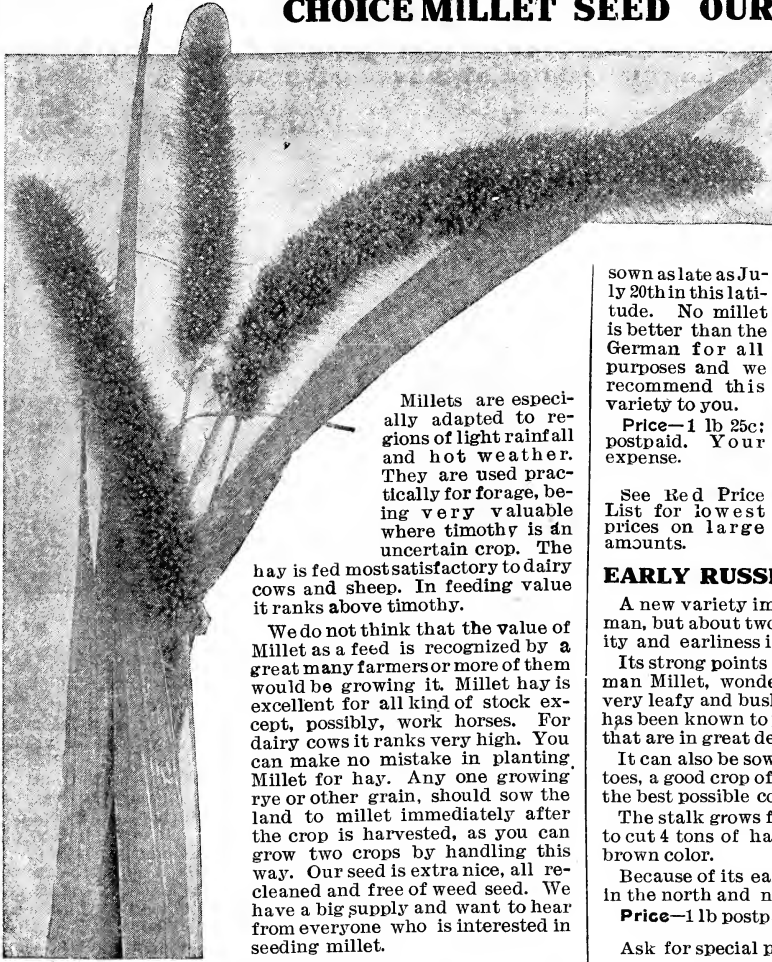 CHOICE MILLET SEED OUR
Millets are especi-
ally adapted to re-
gions of light rainfall
and hot weather.
They are used prac-
tically for forage, be-
ing very valuable
where timothy is an
uncertain crop. The
hay is fed most satisfactory to dairy
cows and sheep. In feeding value
it ranks above timothy.
We do not think that the value of
Millet as a feed is recognized by a
great many farmers or more of them
would be growing it. Millet hay is
excellent for all kind of stock ex-
cept, possibly, work horses. For
dairy cows it ranks very high. You
can make no mistake in planting
Millet for hay. Any one growing
rye or other grain, should sow the
land to millet immediately after
the crop is harvested, as you can
grow two crops by handling this
way. Our seed is extra nice, all re-
cleaned and free of weed seed. We
have a big supply and want to hear
from everyone who is interested in
seeding millet.
sown as late as Ju-
ly 20th in this lati-
tude. No millet
is better than the
German for all
purposes and we
recommend this
variety to you.
Price—1 lb 25c:
postpaid. Your
expense.
See Red Price
List for lowest
prices on large
amounts.
EARLY RUSSI
A new variety im
man, but about two
ity and earliness i
Its strong points
man Millet, wonde
very leafy and bus
has been known to
that are in great de
It can also be sow
toes, a good crop of
the best possible co
The stalk grows f
to cut 4 tons of ha
brown color.
Because of its ea
in the north and n
Price—1 lb postp
Ask for special p